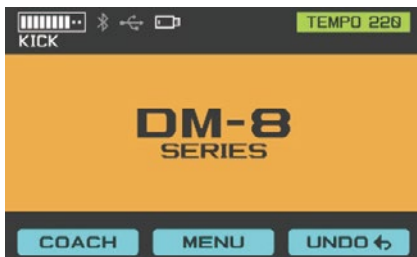 TEMPO 220
KICK
DM-8
SERIES
COACH
MENU
UNDO